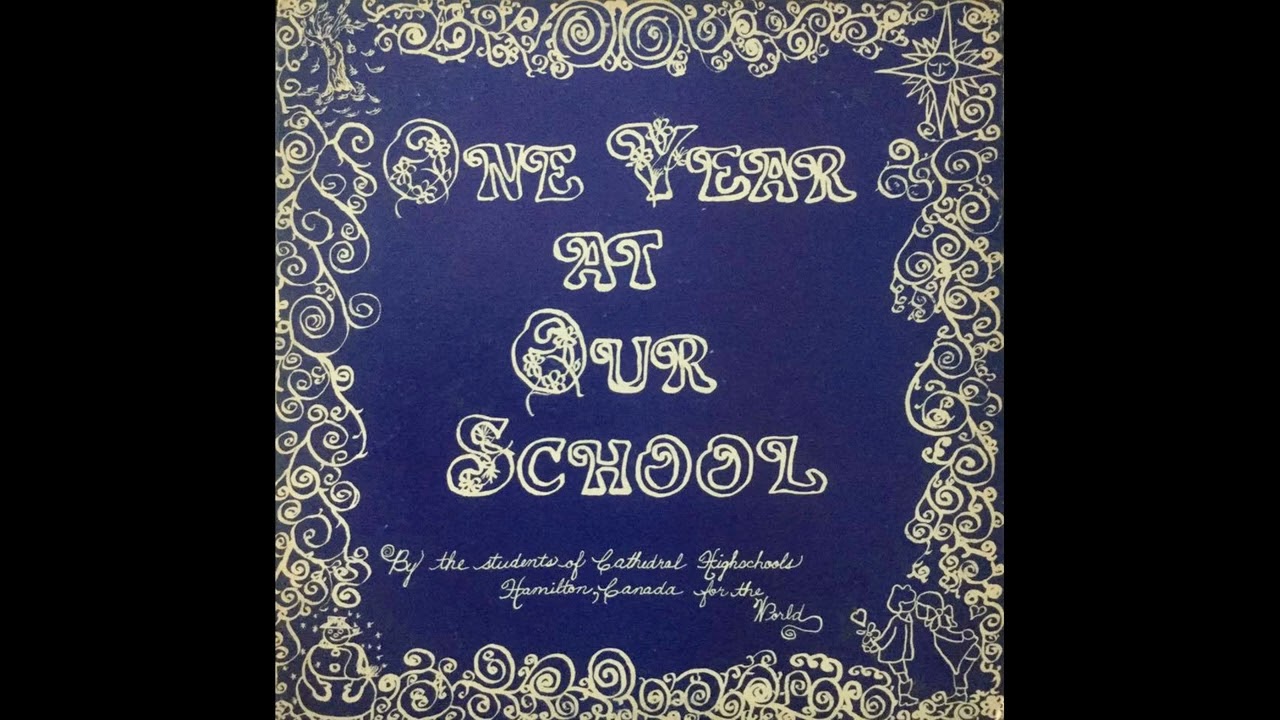 One Year
at
Our
School
By the students of Cathedral Highschools
Hamilton, Canada for the
World